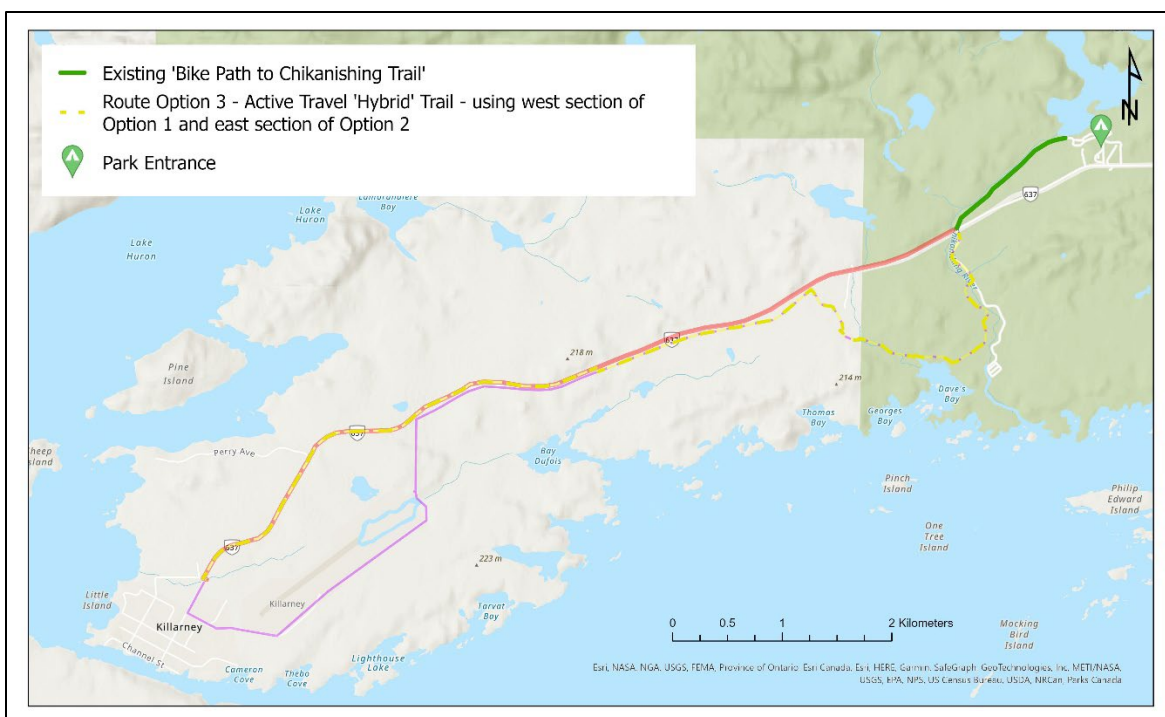 Existing 'Bike Path to Chikanishing Trail'
Route Option 3 - Active Travel 'Hybrid' Trail - using west section of
Option 1 and east section of Option 2
Park Entrance
N
Bay
Lake
Huron
Lake
Huron
637
637
218 m
214 m
Pine
Island
Dave's
Bay
Thomas
Bay
Georges
Bay
637
Perry Ave
Bay
Dufois
Island
Pinch
Island
Philip
Edward
Island
One
Tree
Island
637
223 m
Little
Island
Killarney
Killarney
Tarvat
Bay
Channel St
Cameron
Cove
Thebo
Cove
Lighthouse
Lake
0 0.5 1 2 Kilometers
Mocking
Bird
Island
Esri, NASA, NGA, USGS, FEMA, Province of Ontario, Esri Canada, Esri, HERE, Garmin, SafeGraph, GeoTechnologies, Inc, METI/NASA,
USGS, EPA, NPS, US Census Bureau, USDA, NRCan, Parks Canada